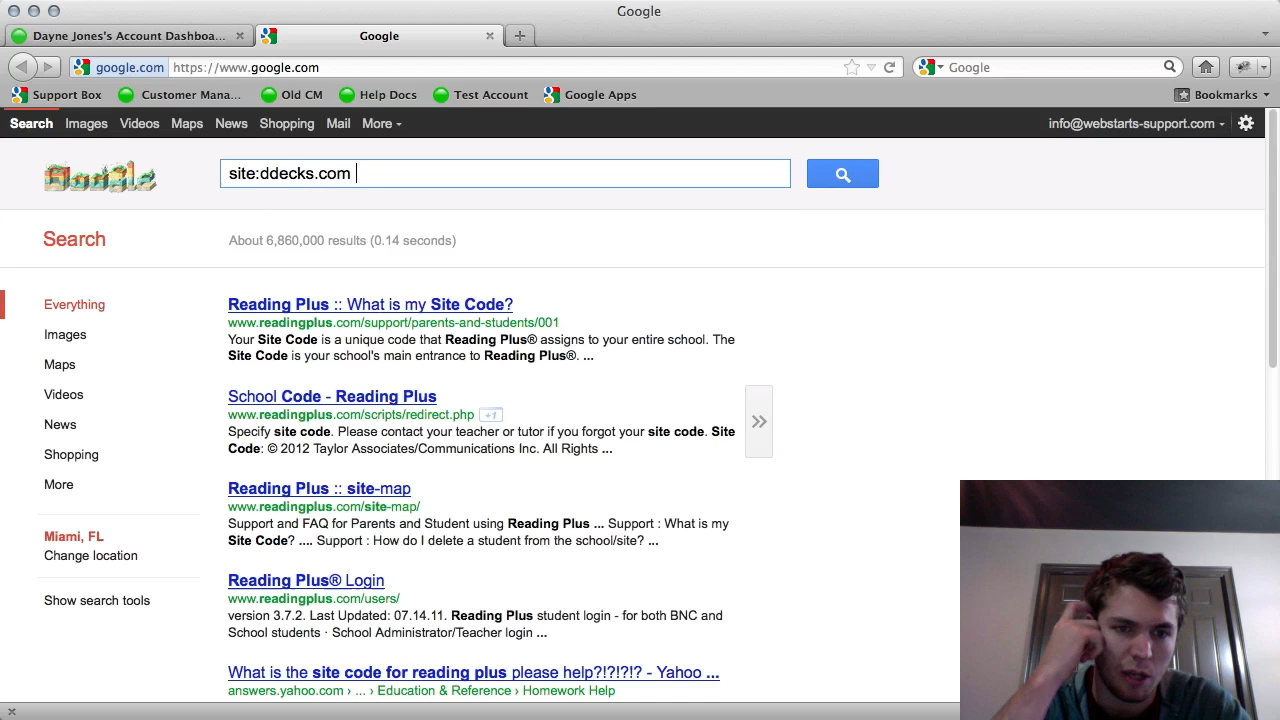 Google
Dayne Jones's Account Dashboa...
Google
google.com https://www.google.com
Google
Support Box
Customer Mana...
Old CM
Help Docs
Test Account
Google Apps
Bookmarks
Search Images Videos Maps News Shopping Mail More
info@webstarts-support.com
Google
site:ddecks.com
Search
About 6,860,000 results (0.14 seconds)
Everything
Images
Maps
Videos
News
Shopping
More
Miami, FL
Change location
Show search tools
Reading Plus :: What is my Site Code?
www.readingplus.com/support/parents-and-students/001
Your Site Code is a unique code that Reading Plus® assigns to your entire school. The
Site Code is your school's main entrance to Reading Plus®. ...
School Code - Reading Plus
www.readingplus.com/scripts/redirect.php +1
Specify site code. Please contact your teacher or tutor if you forgot your site code. Site
Code: © 2012 Taylor Associates/Communications Inc. All Rights ...
Reading Plus :: site-map
www.readingplus.com/site-map/
Support and FAQ for Parents and Student using Reading Plus ... Support : What is my
Site Code? .... Support : How do I delete a student from the school/site? ...
Reading Plus® Login
www.readingplus.com/users/
version 3.7.2. Last Updated: 07.14.11. Reading Plus student login - for both BNC and
School students · School Administrator/Teacher login ...
What is the site code for reading plus please help?!?!?!? - Yahoo ...
answers.yahoo.com › ... › Education & Reference › Homework Help